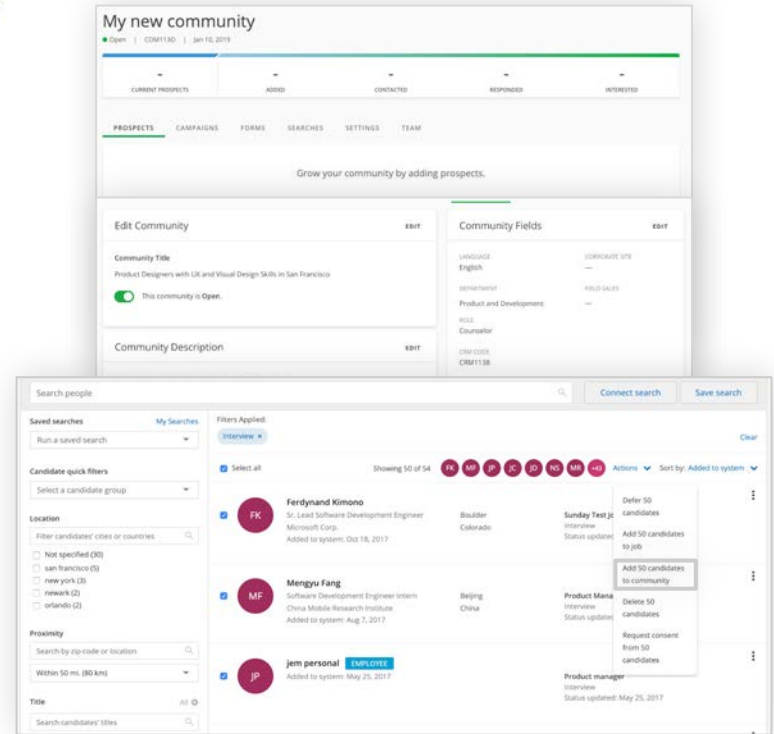 My new community
Open | COM113O | Jan 10, 2019
- - - - -
CURRENT PROSPECTS ADDED CONTACTED RESPONDED INTERESTED
PROSPECTS CAMPAIGNS FORMS SEARCHES SETTINGS TEAM
Grow your community by adding prospects.
Edit Community EDIT
Community Title
Product Designers with UX and Visual Design Skills in San Francisco
This community is Open.
Community Description EDIT
Community Fields EDIT
LANGUAGE CORPORATE SITE
English —
DEPARTMENT FIELD SALES
Product and Development —
ROLE
Counselor
CRM CODE
CRM1138
Search people Connect search Save search
Saved searches My Searches
Run a saved search
Candidate quick filters
Select a candidate group
Location
Filter candidates' cities or countries
Not specified (30)
san francisco (5)
new york (3)
newark (2)
orlando (2)
Proximity
Search by zip-code or location
Within 50 mi. (80 km)
Title All
Search candidates' titles
Filters Applied:
Interview × Clear
Select all Showing 50 of 54 FK MF JP JC JD NS MR +43 Actions Sort by: Added to system
FK
Ferdynand Kimono
Sr. Lead Software Development Engineer
Microsoft Corp.
Added to system: Oct 18, 2017
Boulder
Colorado
Sunday Test Jo
Interview
Status updated
MF
Mengyu Fang
Software Development Engineer Intern
China Mobile Research Institute
Added to system: Aug 7, 2017
Beijing
China
Product Mana
Interview
Status updated
JP
jem personal EMPLOYEE
Added to system: May 25, 2017
Product manager
Interview
Status updated: May 25, 2017
Defer 50
candidates
Add 50 candidates
to job
Add 50 candidates
to community
Delete 50
candidates
Request consent
from 50
candidates